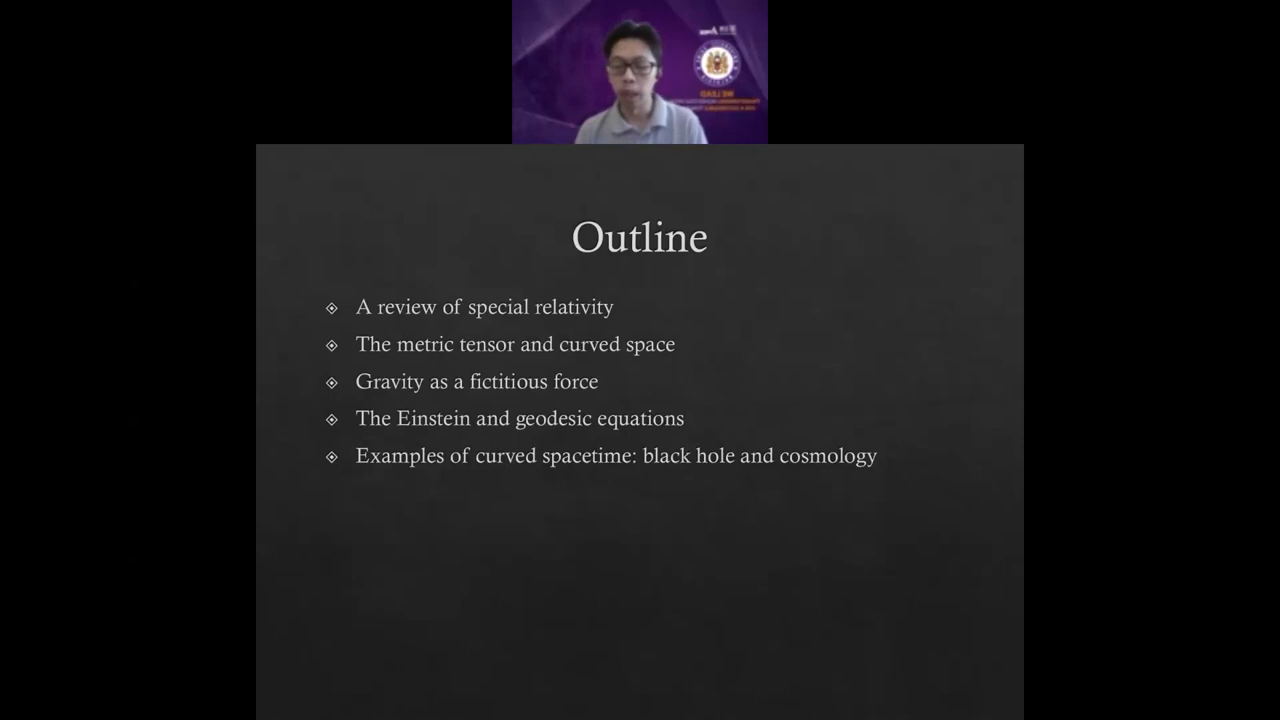 Outline
A review of special relativity
The metric tensor and curved space
Gravity as a fictitious force
The Einstein and geodesic equations
Examples of curved spacetime: black hole and cosmology